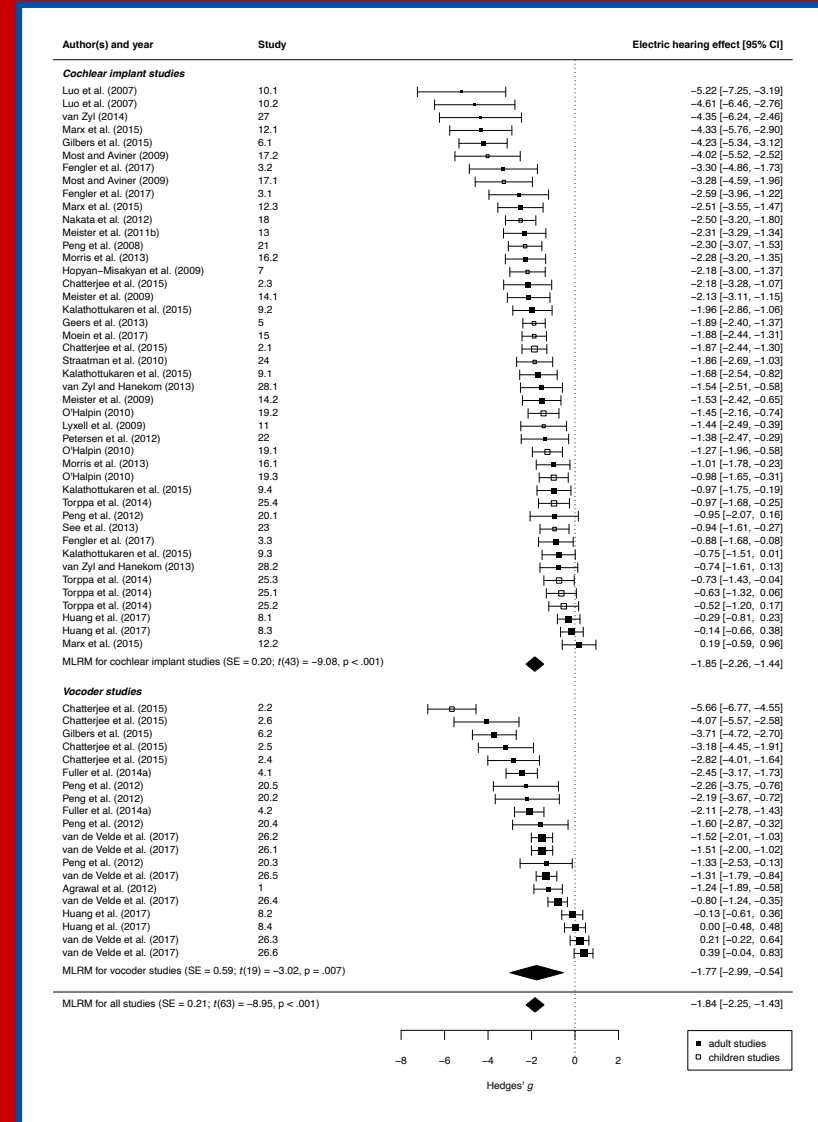 Author(s) and year Study Electric hearing effect [95% CI]
Cochlear implant studies
Luo et al. (2007) 10.1 −5.22 [−7.25, −3.19]
Luo et al. (2007) 10.2 −4.61 [−6.46, −2.76]
van Zyl (2014) 27 −4.35 [−6.24, −2.46]
Marx et al. (2015) 12.1 −4.33 [−5.76, −2.90]
Gilbers et al. (2015) 6.1 −4.23 [−5.34, −3.12]
Most and Aviner (2009) 17.2 −4.02 [−5.52, −2.52]
Fengler et al. (2017) 3.2 −3.30 [−4.86, −1.73]
Most and Aviner (2009) 17.1 −3.28 [−4.59, −1.96]
Fengler et al. (2017) 3.1 −2.59 [−3.96, −1.22]
Marx et al. (2015) 12.3 −2.51 [−3.55, −1.47]
Nakata et al. (2012) 18 −2.50 [−3.20, −1.80]
Meister et al. (2011b) 13 −2.31 [−3.29, −1.34]
Peng et al. (2008) 21 −2.30 [−3.07, −1.53]
Morris et al. (2013) 16.2 −2.28 [−3.20, −1.35]
Hopyan−Misakyan et al. (2009) 7 −2.18 [−3.00, −1.37]
Chatterjee et al. (2015) 2.3 −2.18 [−3.28, −1.07]
Meister et al. (2009) 14.1 −2.13 [−3.11, −1.15]
Kalathottukaren et al. (2015) 9.2 −1.96 [−2.86, −1.06]
Geers et al. (2013) 5 −1.89 [−2.40, −1.37]
Moein et al. (2017) 15 −1.88 [−2.44, −1.31]
Chatterjee et al. (2015) 2.1 −1.87 [−2.44, −1.30]
Straatman et al. (2010) 24 −1.86 [−2.69, −1.03]
Kalathottukaren et al. (2015) 9.1 −1.68 [−2.54, −0.82]
van Zyl and Hanekom (2013) 28.1 −1.54 [−2.51, −0.58]
Meister et al. (2009) 14.2 −1.53 [−2.42, −0.65]
O'Halpin (2010) 19.2 −1.45 [−2.16, −0.74]
Lyxell et al. (2009) 11 −1.44 [−2.49, −0.39]
Petersen et al. (2012) 22 −1.38 [−2.47, −0.29]
O'Halpin (2010) 19.1 −1.27 [−1.96, −0.58]
Morris et al. (2013) 16.1 −1.01 [−1.78, −0.23]
O'Halpin (2010) 19.3 −0.98 [−1.65, −0.31]
Kalathottukaren et al. (2015) 9.4 −0.97 [−1.75, −0.19]
Torppa et al. (2014) 25.4 −0.97 [−1.68, −0.25]
Peng et al. (2012) 20.1 −0.95 [−2.07, 0.16]
See et al. (2013) 23 −0.94 [−1.61, −0.27]
Fengler et al. (2017) 3.3 −0.88 [−1.68, −0.08]
Kalathottukaren et al. (2015) 9.3 −0.75 [−1.51, 0.01]
van Zyl and Hanekom (2013) 28.2 −0.74 [−1.61, 0.13]
Torppa et al. (2014) 25.3 −0.73 [−1.43, −0.04]
Torppa et al. (2014) 25.1 −0.63 [−1.32, 0.06]
Torppa et al. (2014) 25.2 −0.52 [−1.20, 0.17]
Huang et al. (2017) 8.1 −0.29 [−0.81, 0.23]
Huang et al. (2017) 8.3 −0.14 [−0.66, 0.38]
Marx et al. (2015) 12.2 0.19 [−0.59, 0.96]
MLRM for cochlear implant studies (SE = 0.20; t(43) = −9.08, p < .001) −1.85 [−2.26, −1.44]
Vocoder studies
Chatterjee et al. (2015) 2.2 −5.66 [−6.77, −4.55]
Chatterjee et al. (2015) 2.6 −4.07 [−5.57, −2.58]
Gilbers et al. (2015) 6.2 −3.71 [−4.72, −2.70]
Chatterjee et al. (2015) 2.5 −3.18 [−4.45, −1.91]
Chatterjee et al. (2015) 2.4 −2.82 [−4.01, −1.64]
Fuller et al. (2014a) 4.1 −2.45 [−3.17, −1.73]
Peng et al. (2012) 20.5 −2.26 [−3.75, −0.76]
Peng et al. (2012) 20.2 −2.19 [−3.67, −0.72]
Fuller et al. (2014a) 4.2 −2.11 [−2.78, −1.43]
Peng et al. (2012) 20.4 −1.60 [−2.87, −0.32]
van de Velde et al. (2017) 26.2 −1.52 [−2.01, −1.03]
van de Velde et al. (2017) 26.1 −1.51 [−2.00, −1.02]
Peng et al. (2012) 20.3 −1.33 [−2.53, −0.13]
van de Velde et al. (2017) 26.5 −1.31 [−1.79, −0.84]
Agrawal et al. (2012) 1 −1.24 [−1.89, −0.58]
van de Velde et al. (2017) 26.4 −0.80 [−1.24, −0.35]
Huang et al. (2017) 8.2 −0.13 [−0.61, 0.36]
Huang et al. (2017) 8.4 0.00 [−0.48, 0.48]
van de Velde et al. (2017) 26.3 0.21 [−0.22, 0.64]
van de Velde et al. (2017) 26.6 0.39 [−0.04, 0.83]
MLRM for vocoder studies (SE = 0.59; t(19) = −3.02, p = .007) −1.77 [−2.99, −0.54]
MLRM for all studies (SE = 0.21; t(63) = −8.95, p < .001) −1.84 [−2.25, −1.43]
adult studies
children studies
−8 −6 −4 −2 0 2
Hedges' g